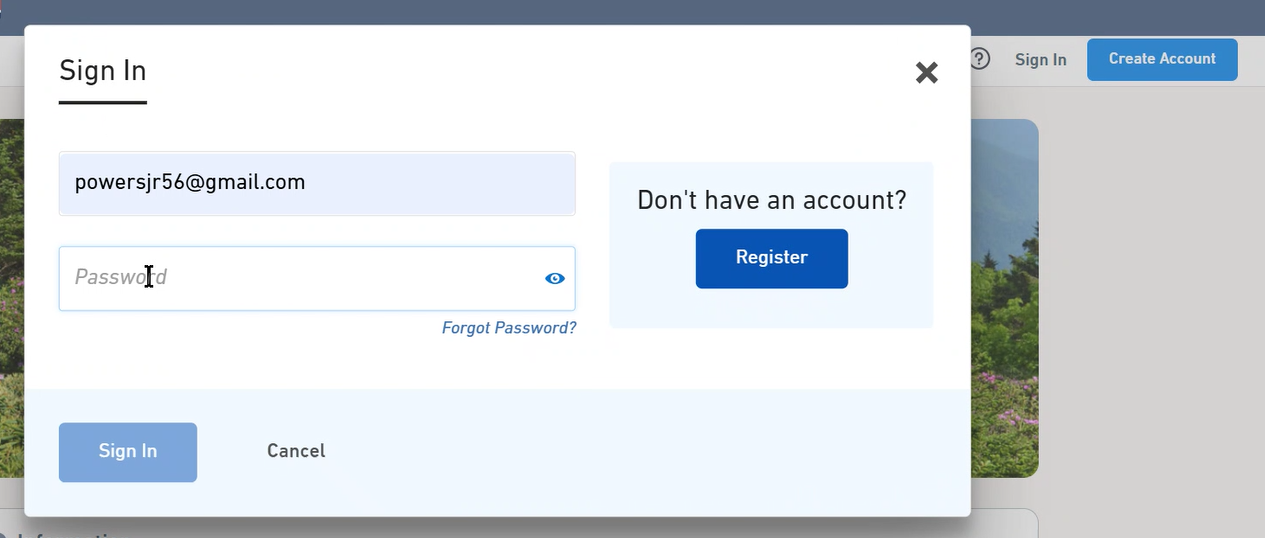 Sign In
Sign In
Create Account
powersjr56@gmail.com
Password
Forgot Password?
Don't have an account?
Register
Sign In
Cancel